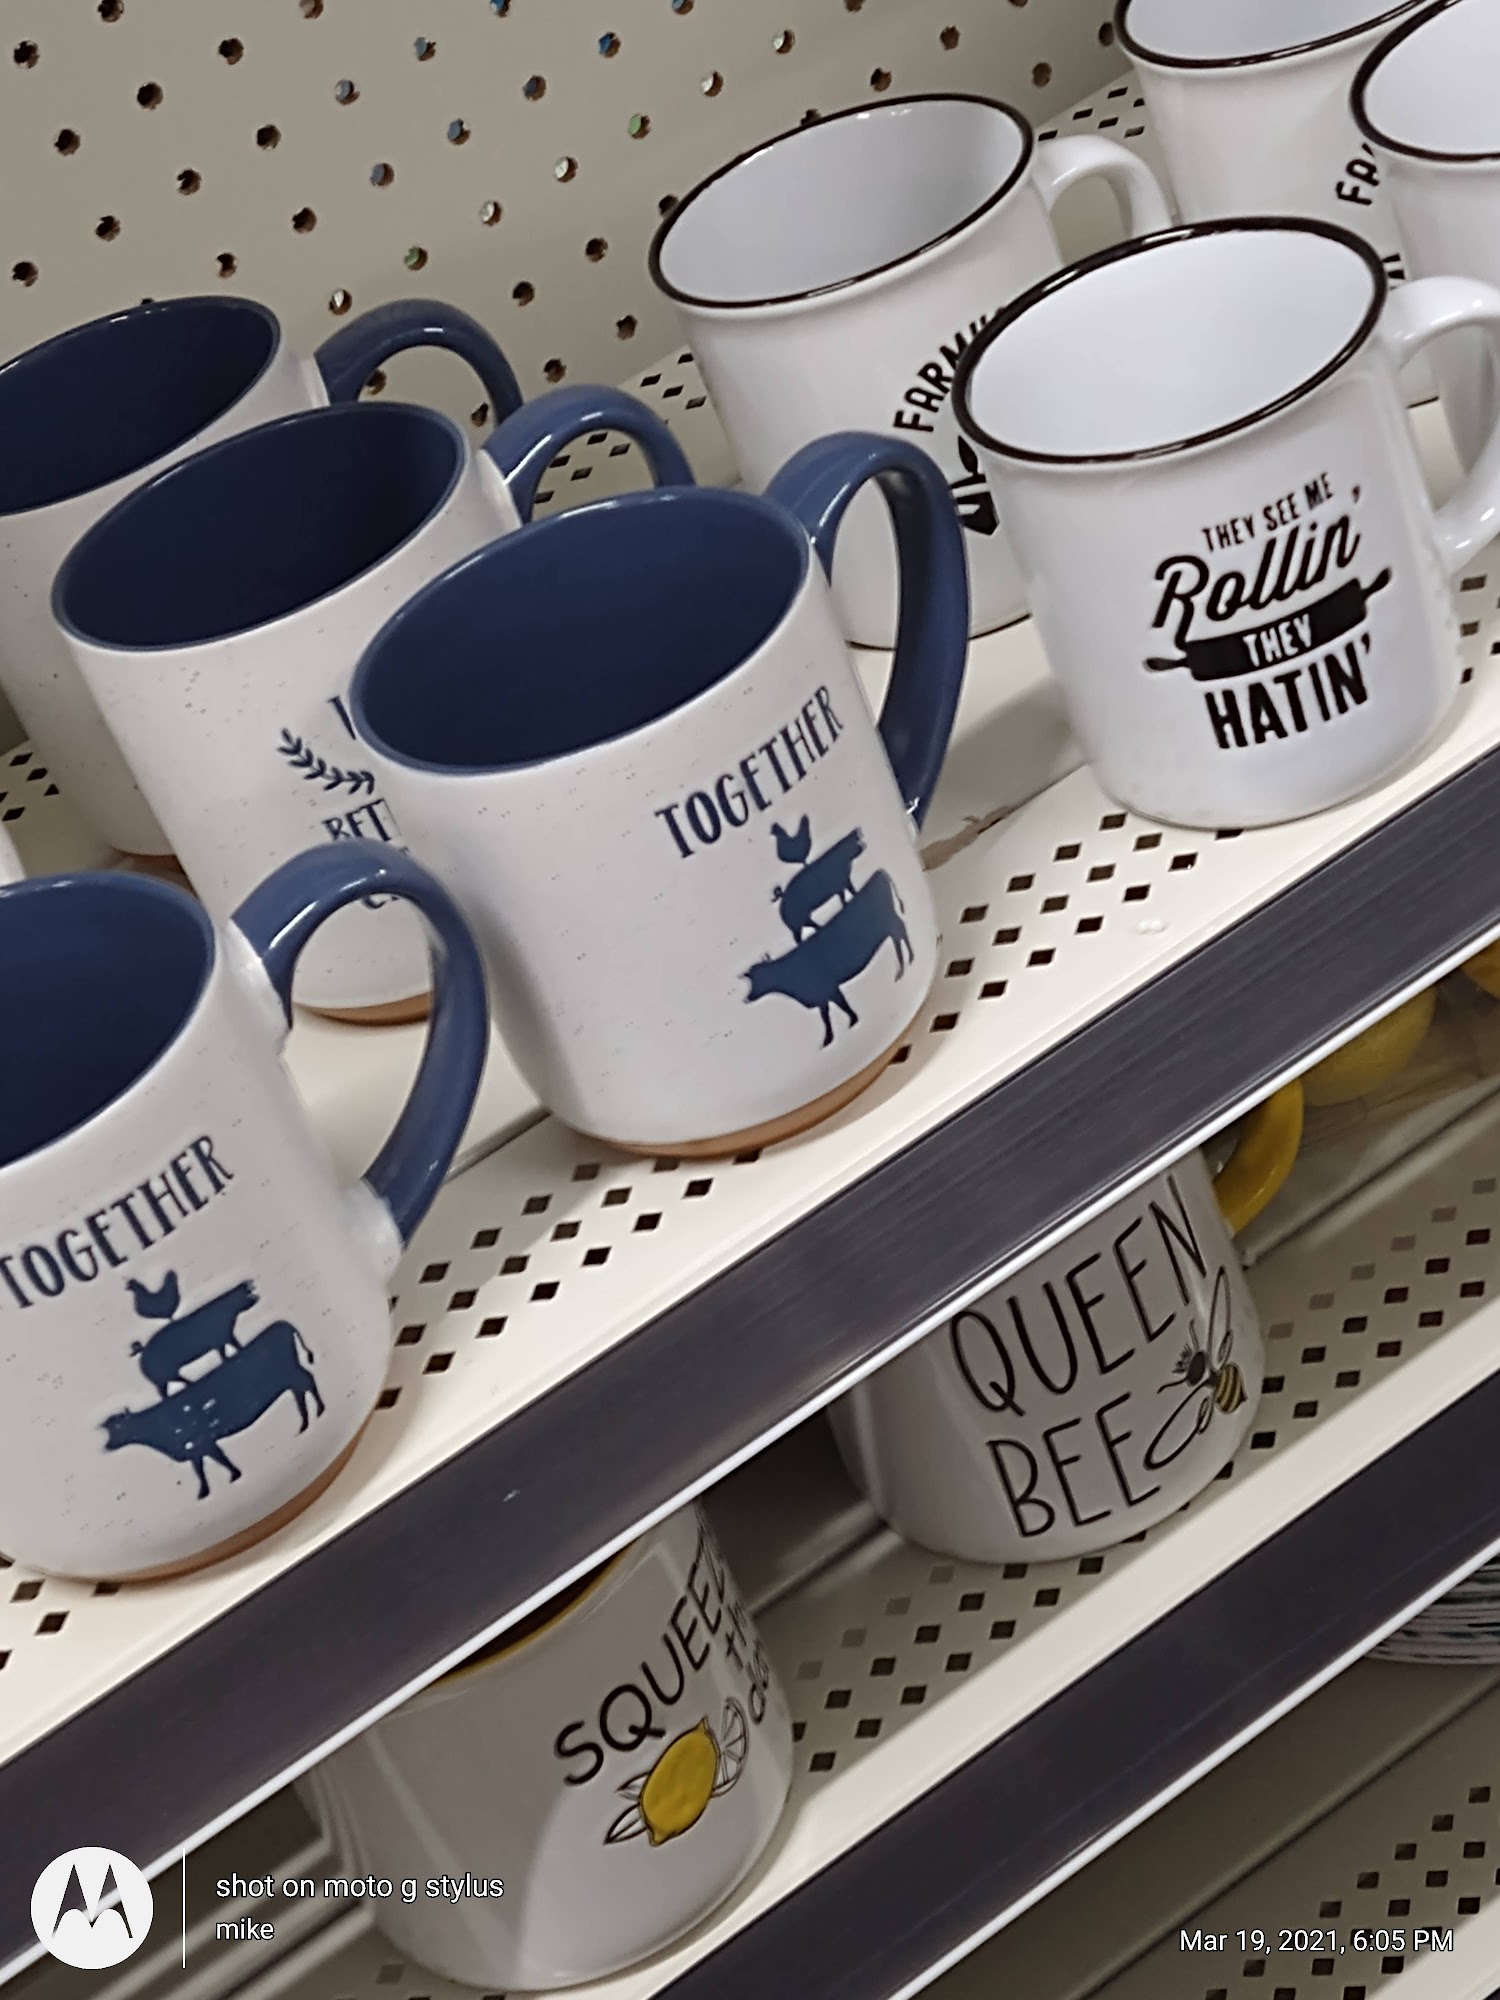 FARM
THEY SEE ME
Rollin'
THEY
HATIN'
TOGETHER
TOGETHER
QUEEN
BEE
SQUEEZ
shot on moto g stylus
mike
Mar 19, 2021, 6:05 PM